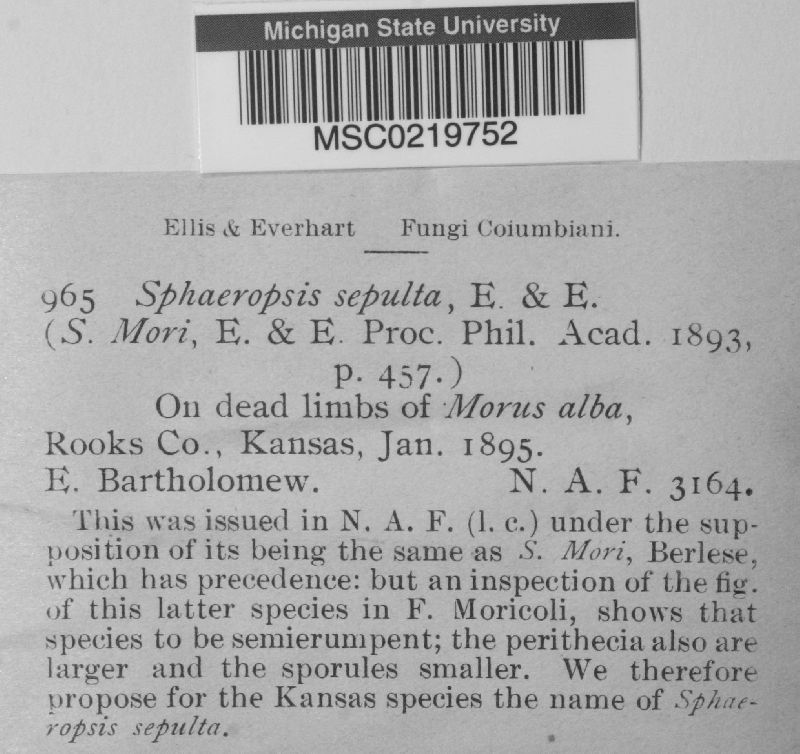 Michigan State University
MSC0219752
Ellis & Everhart Fungi Coiumbiani.
965 Sphaeropsis sepulta, E. & E.
(S. Mori, E. & E. Proc. Phil. Acad. 1893,
p. 457.)
On dead limbs of Morus alba,
Rooks Co., Kansas, Jan. 1895.
E. Bartholomew. N. A. F. 3164.
This was issued in N. A. F. (l. c.) under the sup-
position of its being the same as S. Mori, Berlese,
which has precedence: but an inspection of the fig.
of this latter species in F. Moricoli, shows that
species to be semierumpent; the perithecia also are
larger and the sporules smaller. We therefore
propose for the Kansas species the name of Sphae-
ropsis sepulta.